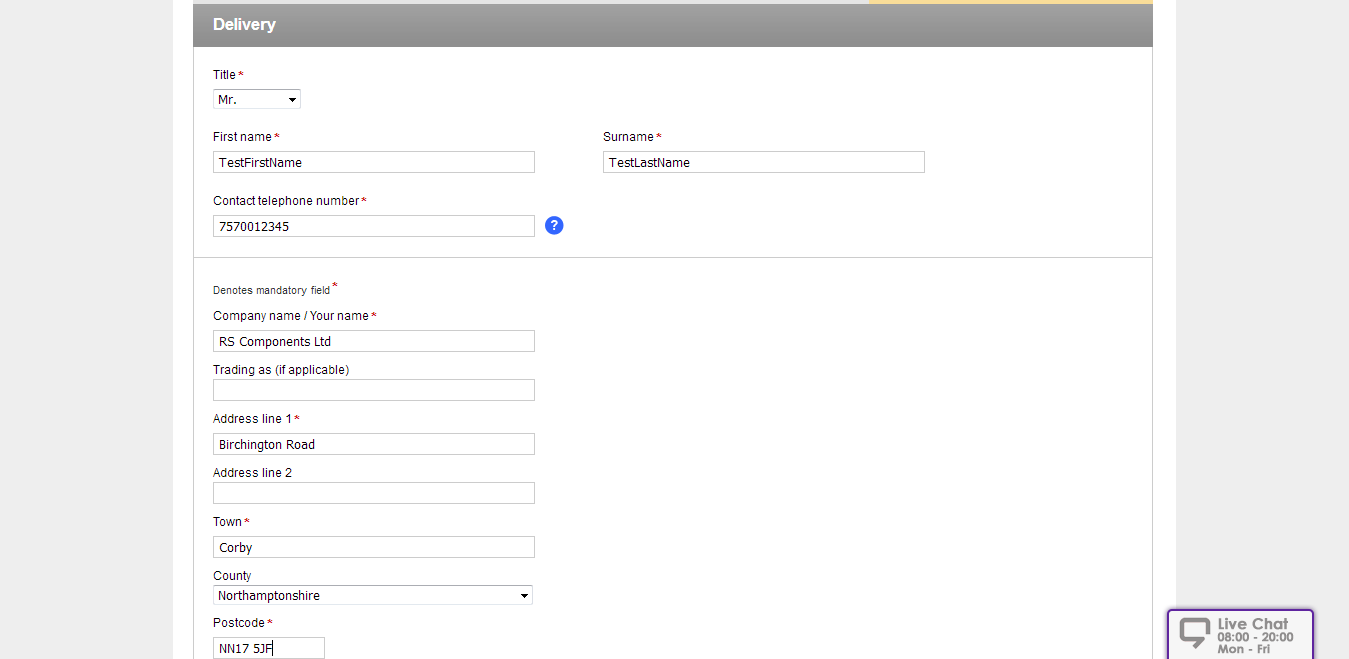 Delivery
Title*
Mr.
First name* Surname*
TestFirstName TestLastName
Contact telephone number*
7570012345 ?
Denotes mandatory field*
Company name / Your name*
RS Components Ltd
Trading as (if applicable)
Address line 1*
Birchington Road
Address line 2
Town*
Corby
County
Northamptonshire
Postcode*
NN17 5JF
Live Chat
08:00 - 20:00
Mon - Fri